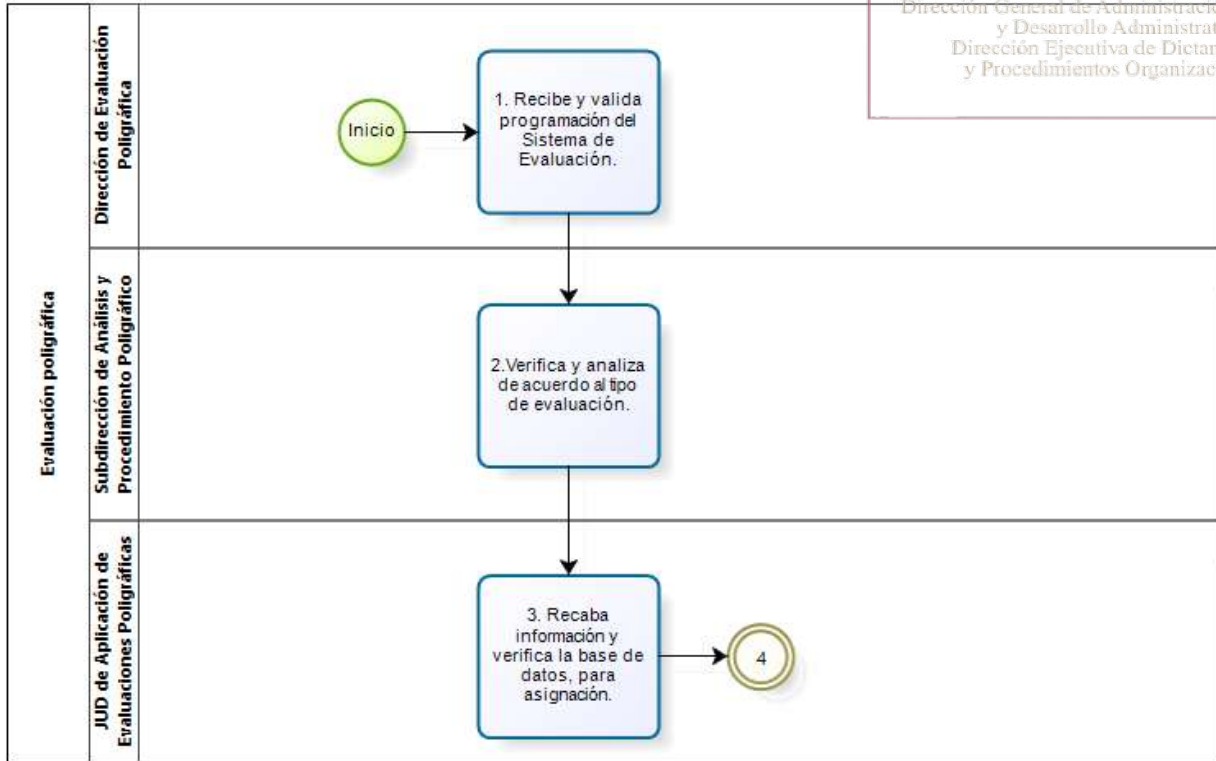 Dirección General de Administració
y Desarrollo Administrat
Dirección Ejecutiva de Dictam
y Procedimientos Organizac
Evaluación poligráfica
Dirección de Evaluación
Poligráfica
Inicio
1. Recibe y valida
programación del
Sistema de
Evaluación.
Subdirección de Análisis y
Procedimiento Poligráfico
2.Verifica y analiza
de acuerdo al tipo
de evaluación.
JUD de Aplicación de
Evaluaciones Poligráficas
3. Recaba
información y
verifica la base de
datos, para
asignación.
4